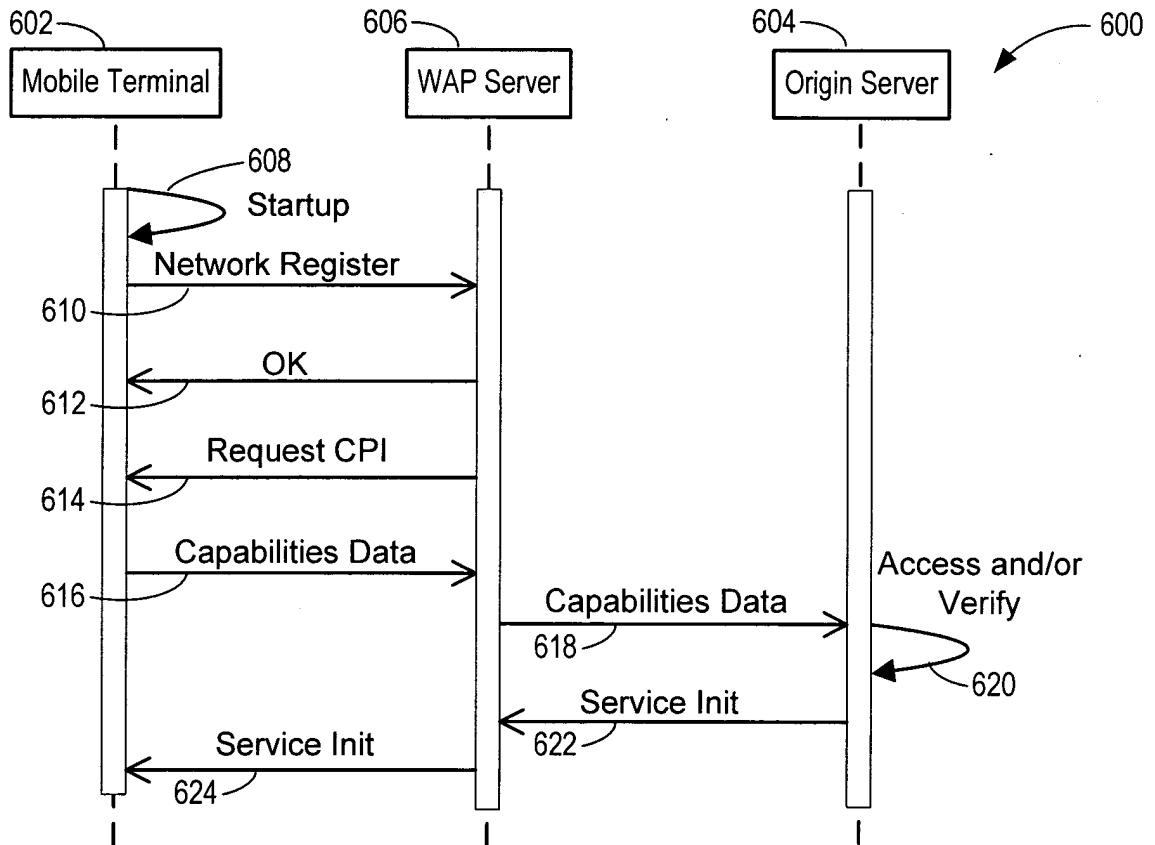 602
606
604
600
Mobile Terminal
WAP Server
Origin Server
608
Startup
Network Register
610
OK
612
Request CPI
614
Capabilities Data
616
Access and/or
Verify
Capabilities Data
618
620
Service Init
622
Service Init
624